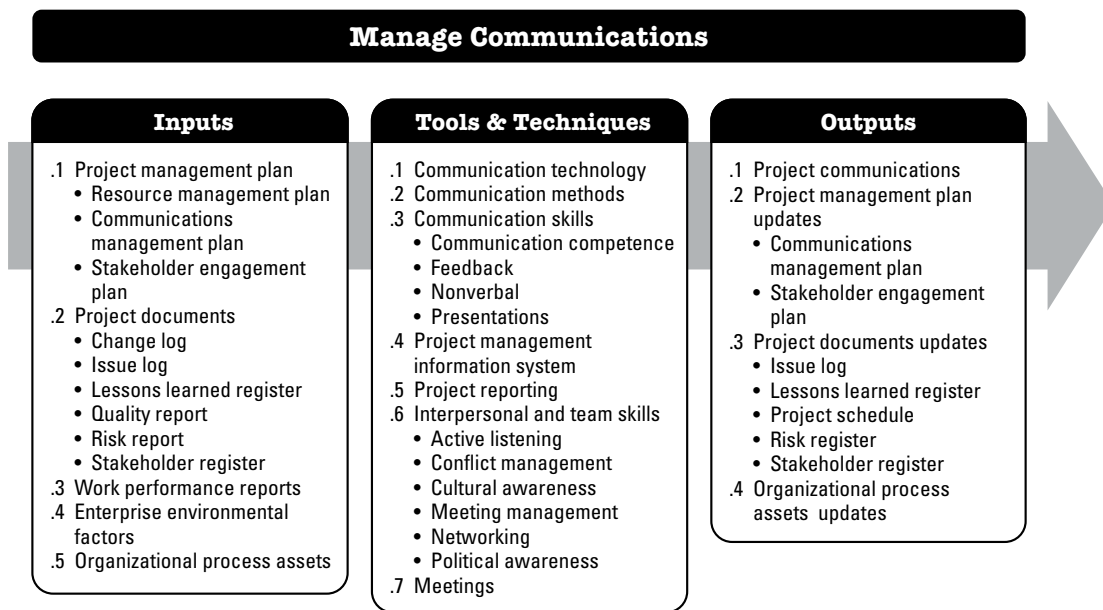 Manage Communications
Inputs
.1 Project management plan
• Resource management plan
• Communications
management plan
• Stakeholder engagement
plan
.2 Project documents
• Change log
• Issue log
• Lessons learned register
• Quality report
• Risk report
• Stakeholder register
.3 Work performance reports
.4 Enterprise environmental
factors
.5 Organizational process assets
Tools & Techniques
.1 Communication technology
.2 Communication methods
.3 Communication skills
• Communication competence
• Feedback
• Nonverbal
• Presentations
.4 Project management
information system
.5 Project reporting
.6 Interpersonal and team skills
• Active listening
• Conflict management
• Cultural awareness
• Meeting management
• Networking
• Political awareness
.7 Meetings
Outputs
.1 Project communications
.2 Project management plan
updates
• Communications
management plan
• Stakeholder engagement
plan
.3 Project documents updates
• Issue log
• Lessons learned register
• Project schedule
• Risk register
• Stakeholder register
.4 Organizational process
assets updates